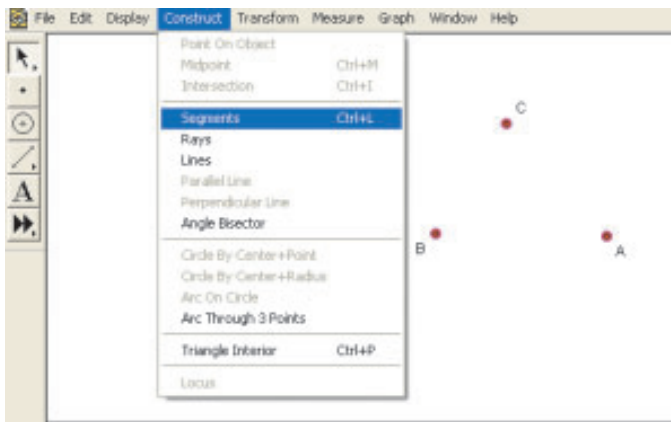 File Edit Display Construct Transform Measure Graph Window Help
Point On Object
Midpoint Ctrl+M
Intersection Ctrl+I
Segments Ctrl+L
Rays
Lines
Parallel Line
Perpendicular Line
Angle Bisector
Circle By Center+Point
Circle By Center+Radius
Arc On Circle
Arc Through 3 Points
Triangle Interior Ctrl+P
Locus
A
C
B
A